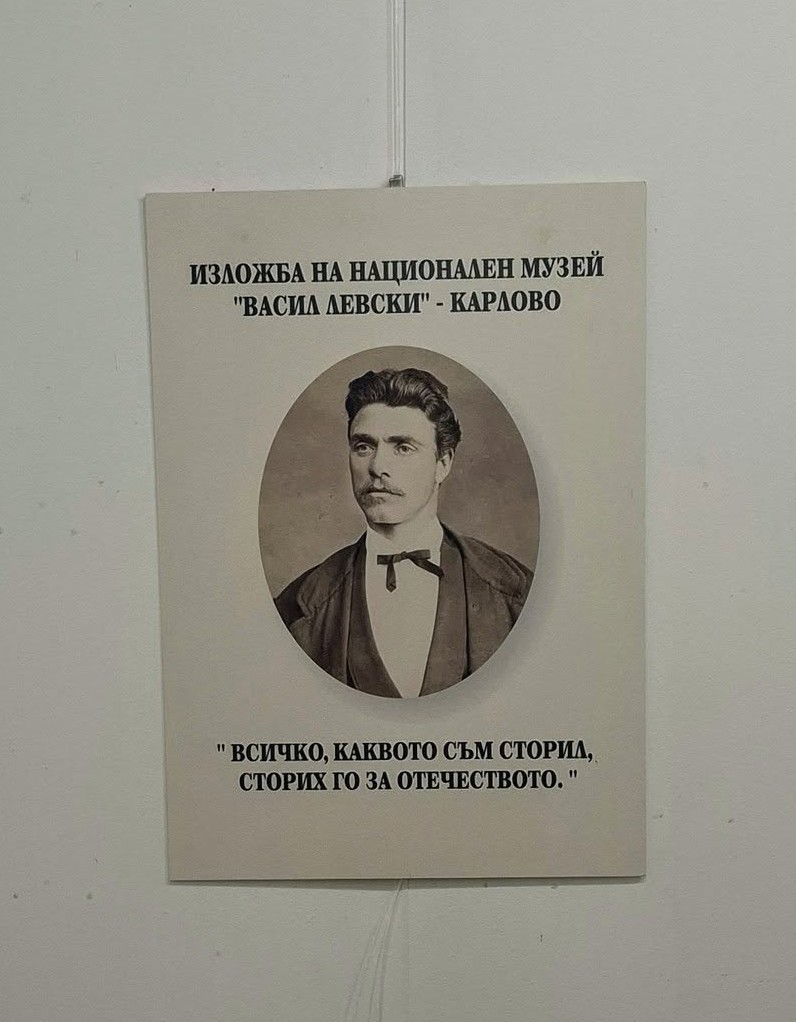 ИЗЛОЖБА НА НАЦИОНАЛЕН МУЗЕЙ
"ВАСИЛ ЛЕВСКИ" - КАРЛОВО
" ВСИЧКО, КАКВОТО СЪМ СТОРИЛ,
СТОРИХ ГО ЗА ОТЕЧЕСТВОТО. "